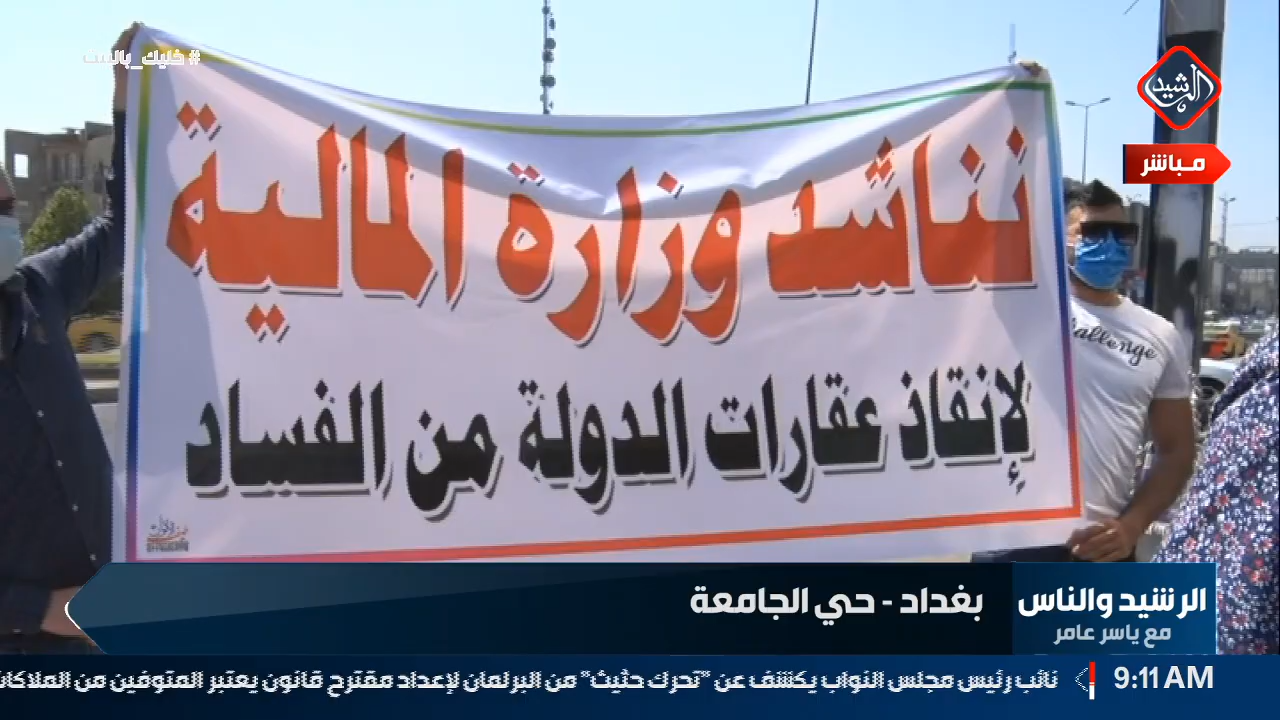 #خليك_بالبيت
الرشيد
مباشر
نناشد وزارة المالية
لإنقاذ عقارات الدولة من الفساد
Challenge
الرشيد والناس
مع ياسر عامر
بغداد - حي الجامعة
9:11 AM
نائب رئيس مجلس النواب يكشف عن "تحرك حثيث" من البرلمان لإعداد مقترح قانون يعتبر المتوفين من الملاكات